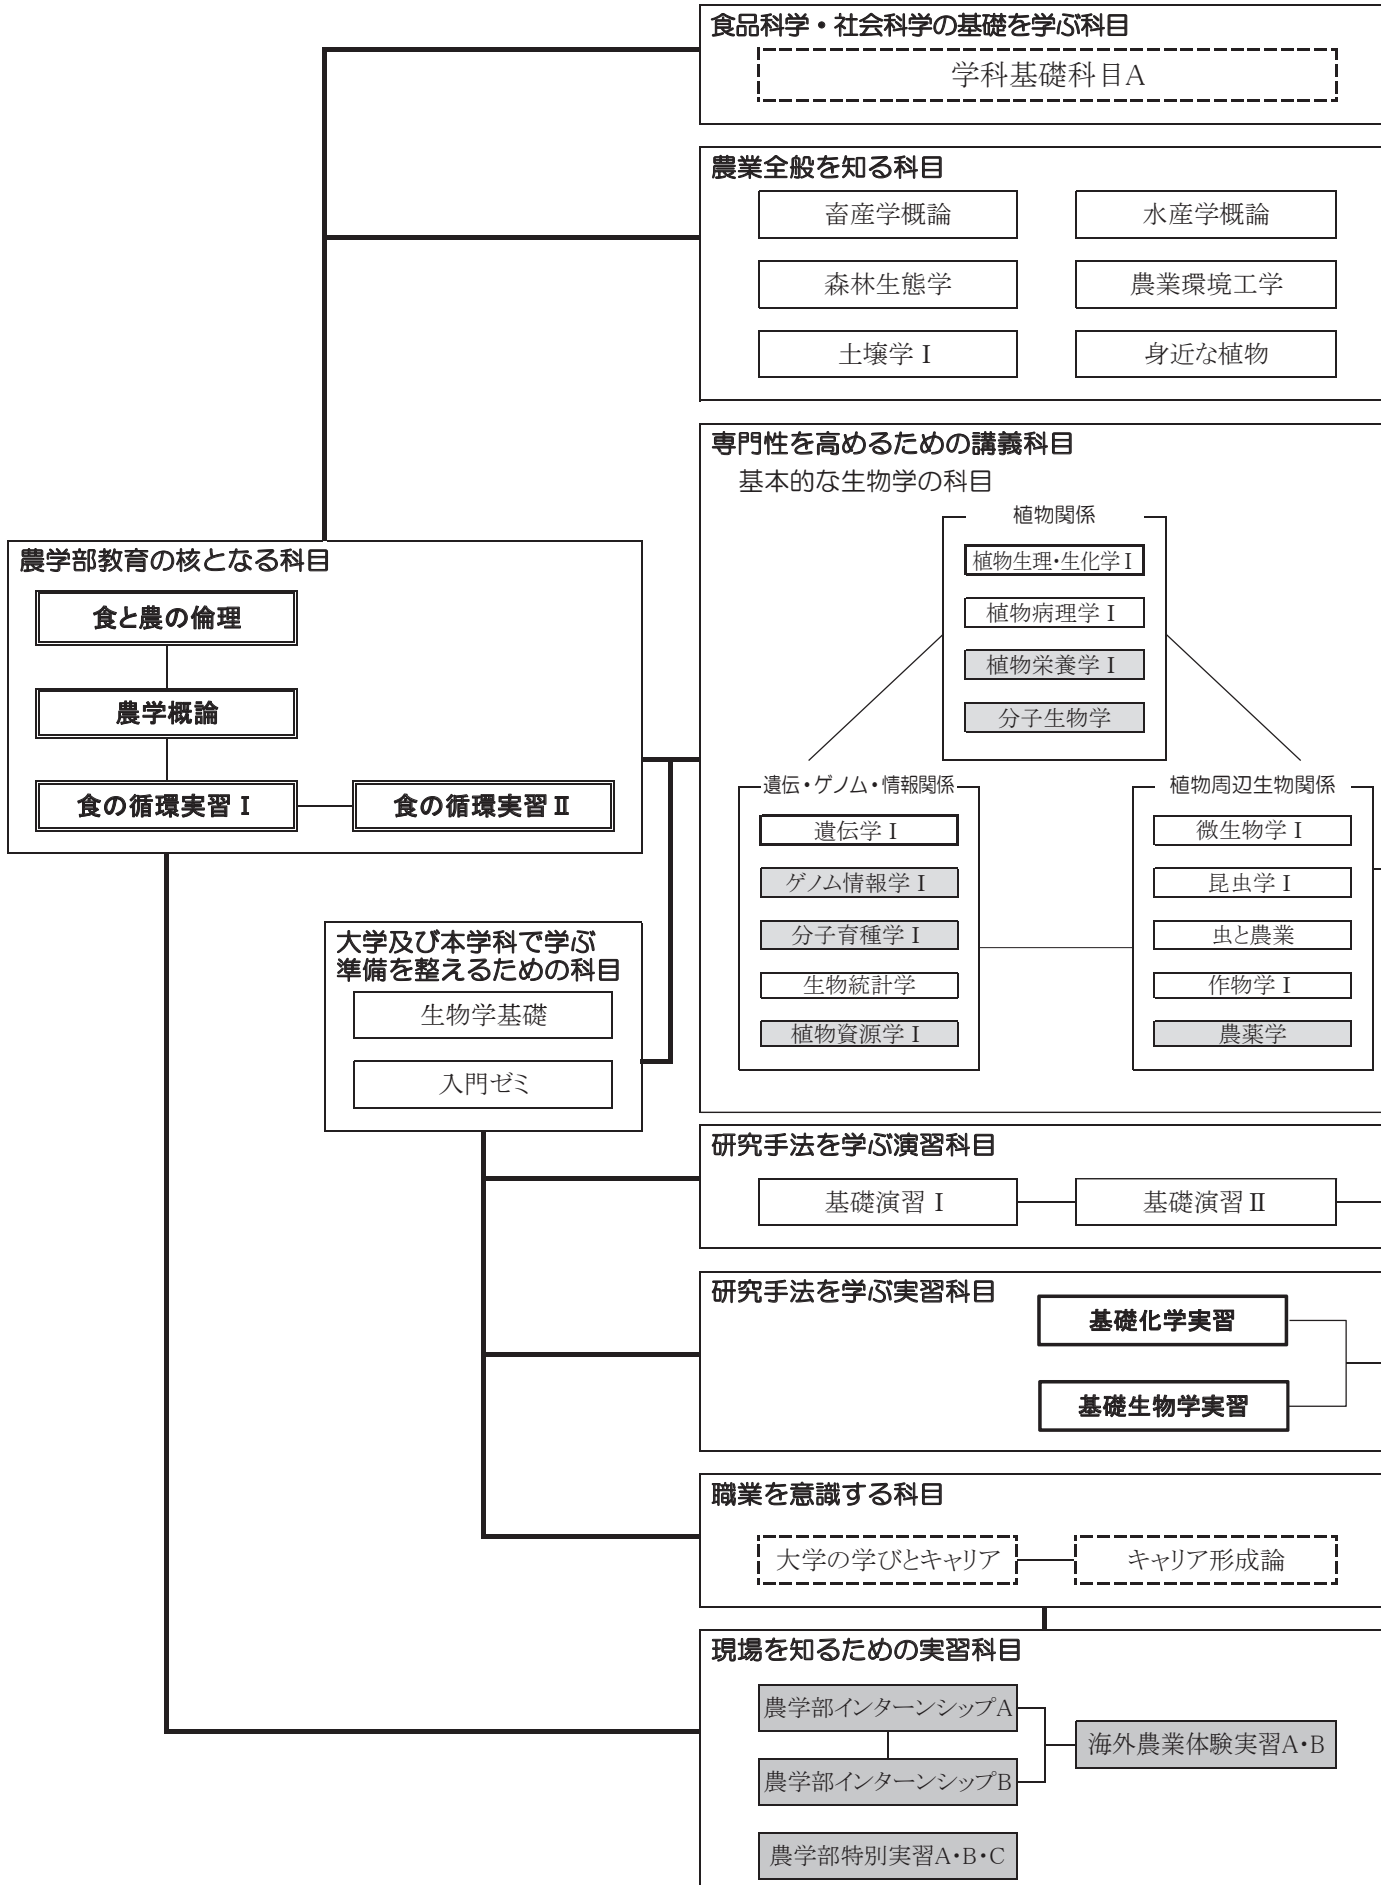 食品科学・社会科学の基礎を学ぶ科目
学科基礎科目A
農業全般を知る科目
畜産学概論
水産学概論
森林生態学
農業環境工学
土壌学Ⅰ
身近な植物
専門性を高めるための講義科目
基本的な生物学の科目
植物関係
植物生理・生化学Ⅰ
植物病理学Ⅰ
植物栄養学Ⅰ
分子生物学
農学部教育の核となる科目
食と農の倫理
農学概論
食の循環実習Ⅰ
食の循環実習Ⅱ
遺伝・ゲノム・情報関係
遺伝学Ⅰ
ゲノム情報学Ⅰ
分子育種学Ⅰ
生物統計学
植物資源学Ⅰ
植物周辺生物関係
微生物学Ⅰ
昆虫学Ⅰ
虫と農業
作物学Ⅰ
農薬学
大学及び本学科で学ぶ
準備を整えるための科目
生物学基礎
入門ゼミ
研究手法を学ぶ演習科目
基礎演習Ⅰ
基礎演習Ⅱ
研究手法を学ぶ実習科目
基礎化学実習
基礎生物学実習
職業を意識する科目
大学の学びとキャリア
キャリア形成論
現場を知るための実習科目
農学部インターンシップA
農学部インターンシップB
海外農業体験実習A・B
農学部特別実習A・B・C